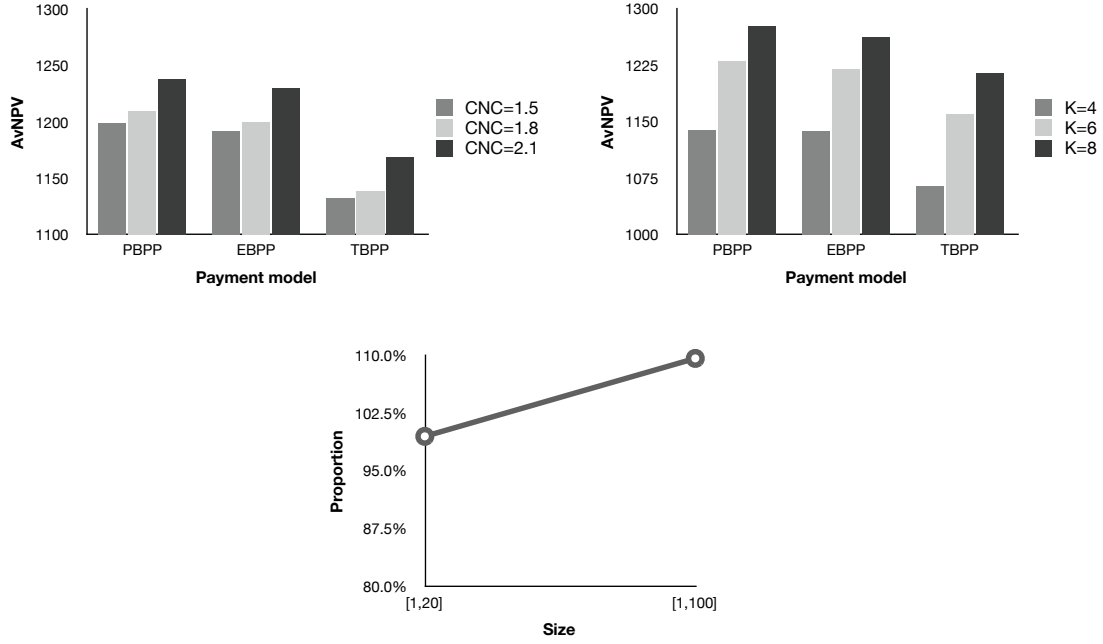 1300
1250
1200
1150
1100
AvNPV
PBPP
EBPP
TBPP
Payment model
CNC=1.5
CNC=1.8
CNC=2.1
1300
1225
1150
1075
1000
AvNPV
PBPP
EBPP
TBPP
Payment model
K=4
K=6
K=8
110.0%
102.5%
95.0%
87.5%
80.0%
Proportion
[1,20]
[1,100]
Size